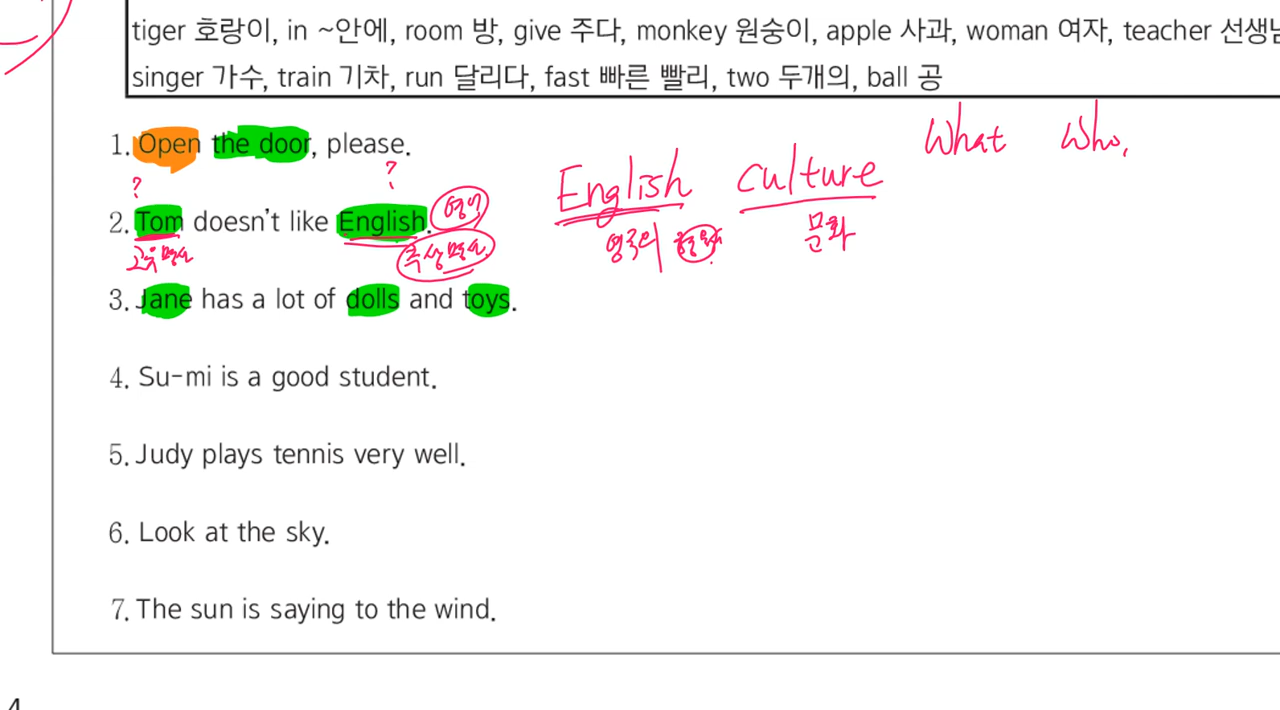 tiger 호랑이, in ~안에, room 방, give 주다, monkey 원숭이, apple 사과, woman 여자, teacher 선생님
singer 가수, train 기차, run 달리다, fast 빠른 빨리, two 두개의, ball 공
What Who,
1. Open the door, please.
? ?
English culture
2. Tom doesn't like English. 영어
영국의 문화
고유명사 추상명사
3. Jane has a lot of dolls and toys.
4. Su-mi is a good student.
5. Judy plays tennis very well.
6. Look at the sky.
7. The sun is saying to the wind.
4